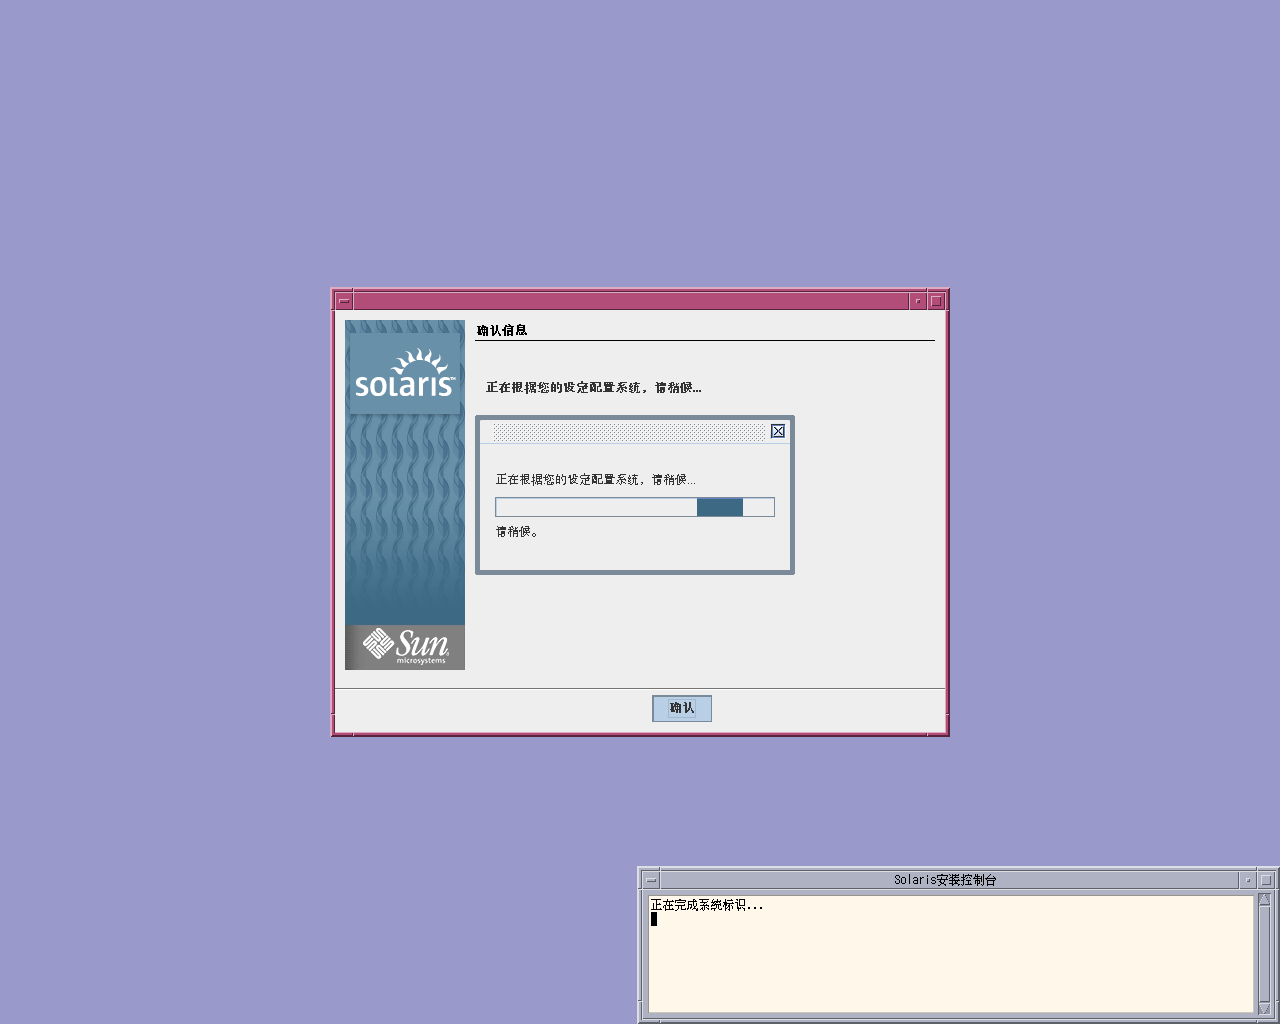 确认信息
solaris™
正在根据您的设定配置系统，请稍候...
正在根据您的设定配置系统，请稍候...
请稍候。
Sun
microsystems
确认
Solaris安装控制台
正在完成系统标识...